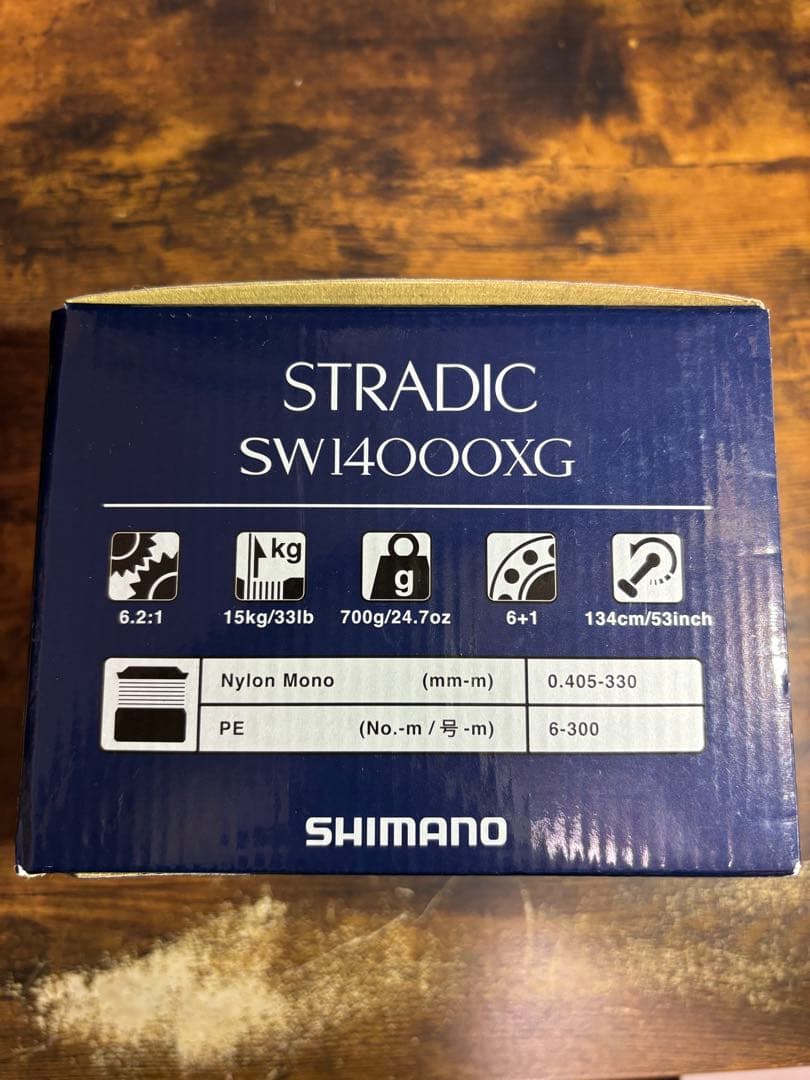 STRADIC
SW14000XG
kg
g
6.2:1 15kg/33lb 700g/24.7oz 6+1 134cm/53inch
Nylon Mono (mm-m) 0.405-330
PE (No.-m / 号 -m) 6-300
SHIMANO